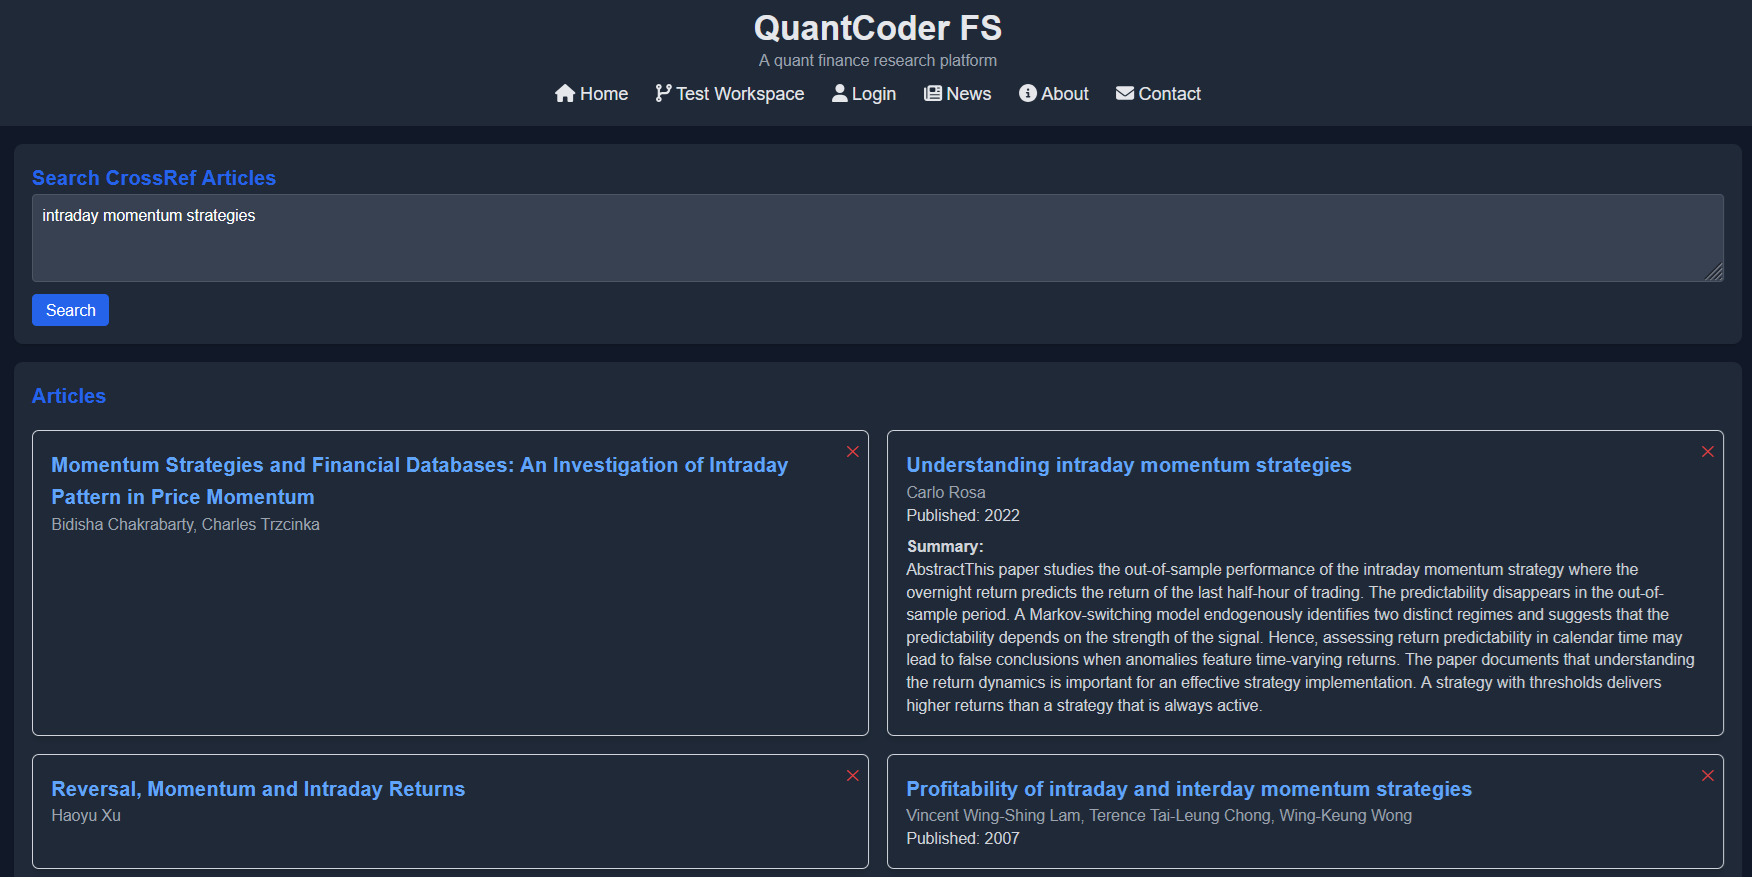 QuantCoder FS
A quant finance research platform
Home Test Workspace Login News About Contact
Search CrossRef Articles
intraday momentum strategies
Search
Articles
Momentum Strategies and Financial Databases: An Investigation of Intraday
Pattern in Price Momentum
Bidisha Chakrabarty, Charles Trzcinka
Understanding intraday momentum strategies
Carlo Rosa
Published: 2022
Summary:
AbstractThis paper studies the out-of-sample performance of the intraday momentum strategy where the
overnight return predicts the return of the last half-hour of trading. The predictability disappears in the out-of-
sample period. A Markov-switching model endogenously identifies two distinct regimes and suggests that the
predictability depends on the strength of the signal. Hence, assessing return predictability in calendar time may
lead to false conclusions when anomalies feature time-varying returns. The paper documents that understanding
the return dynamics is important for an effective strategy implementation. A strategy with thresholds delivers
higher returns than a strategy that is always active.
Reversal, Momentum and Intraday Returns
Haoyu Xu
Profitability of intraday and interday momentum strategies
Vincent Wing-Shing Lam, Terence Tai-Leung Chong, Wing-Keung Wong
Published: 2007